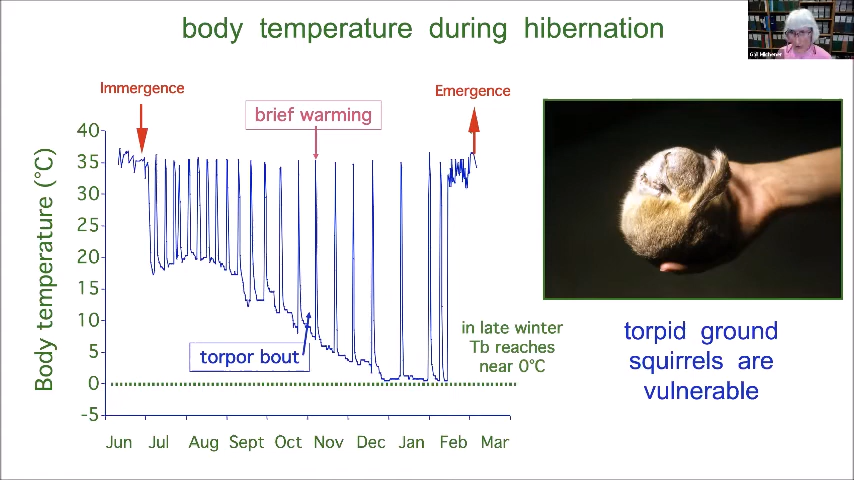 body temperature during hibernation
Gail Michener
Immergence
Emergence
brief warming
40
35
30
25
20
15
10
5
0
-5
Body temperature (°C)
torpor bout
in late winter
Tb reaches
near 0°C
Jun Jul Aug Sept Oct Nov Dec Jan Feb Mar
torpid ground
squirrels are
vulnerable